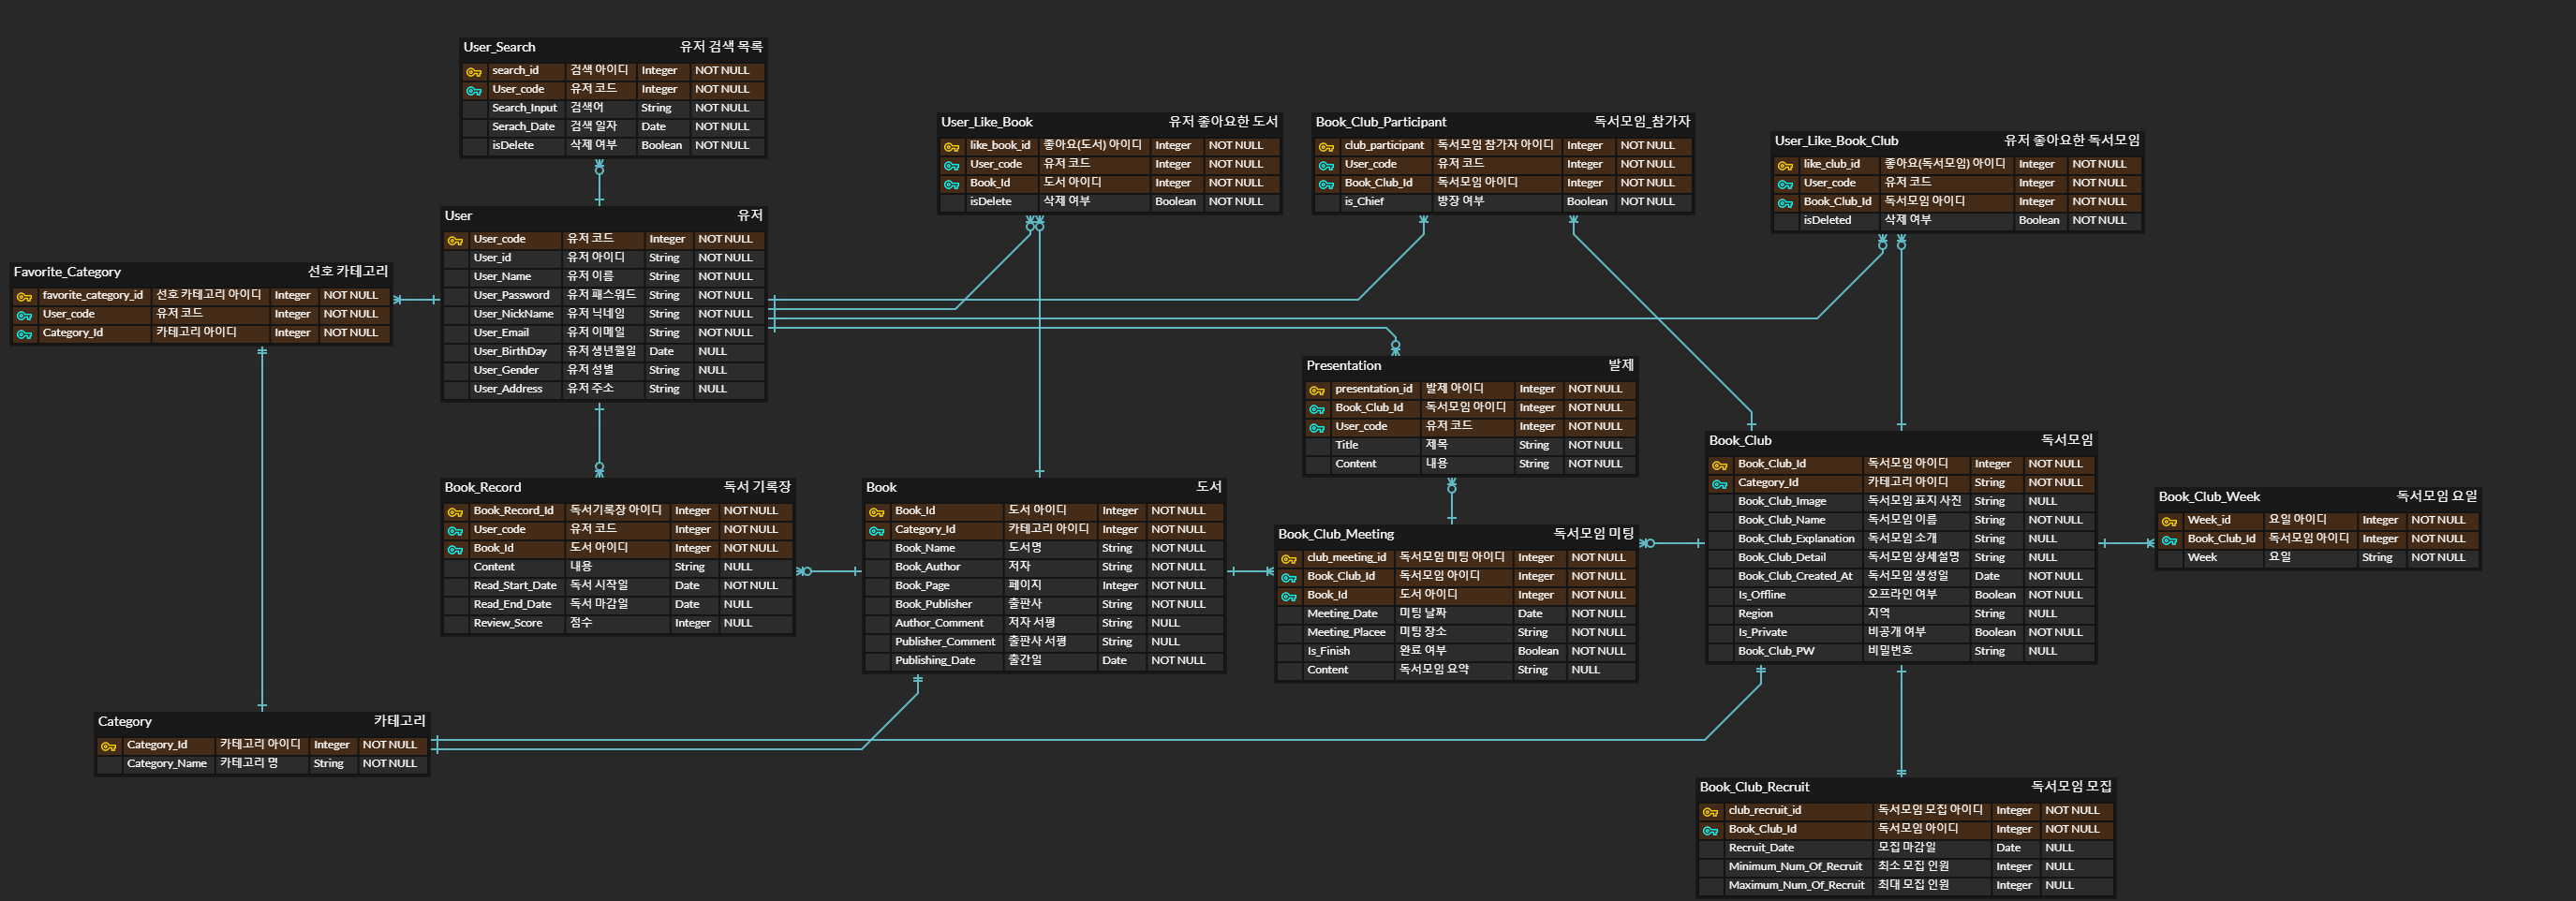 User_Search 유저 검색 목록
search_id 검색 아이디 Integer NOT NULL
User_code 유저 코드 Integer NOT NULL
Search_Input 검색어 String NOT NULL
Serach_Date 검색 일자 Date NOT NULL
isDelete 삭제 여부 Boolean NOT NULL
User_Like_Book 유저 좋아요한 도서
like_book_id 좋아요(도서) 아이디 Integer NOT NULL
User_code 유저 코드 Integer NOT NULL
Book_Id 도서 아이디 Integer NOT NULL
isDelete 삭제 여부 Boolean NOT NULL
Book_Club_Participant 독서모임_참가자
club_participant 독서모임 참가자 아이디 Integer NOT NULL
User_code 유저 코드 Integer NOT NULL
Book_Club_Id 독서모임 아이디 Integer NOT NULL
is_Chief 방장 여부 Boolean NOT NULL
User_Like_Book_Club 유저 좋아요한 독서모임
like_club_id 좋아요(독서모임) 아이디 Integer NOT NULL
User_code 유저 코드 Integer NOT NULL
Book_Club_Id 독서모임 아이디 Integer NOT NULL
isDeleted 삭제 여부 Boolean NOT NULL
User 유저
User_code 유저 코드 Integer NOT NULL
User_id 유저 아이디 String NOT NULL
User_Name 유저 이름 String NOT NULL
User_Password 유저 패스워드 String NOT NULL
User_NickName 유저 닉네임 String NOT NULL
User_Email 유저 이메일 String NOT NULL
User_BirthDay 유저 생년월일 Date NULL
User_Gender 유저 성별 String NULL
User_Address 유저 주소 String NULL
Favorite_Category 선호 카테고리
favorite_category_id 선호 카테고리 아이디 Integer NOT NULL
User_code 유저 코드 Integer NOT NULL
Category_Id 카테고리 아이디 Integer NOT NULL
Presentation 발제
presentation_id 발제 아이디 Integer NOT NULL
Book_Club_Id 독서모임 아이디 Integer NOT NULL
User_code 유저 코드 Integer NOT NULL
Title 제목 String NOT NULL
Content 내용 String NOT NULL
Book_Club 독서모임
Book_Club_Id 독서모임 아이디 Integer NOT NULL
Category_Id 카테고리 아이디 String NOT NULL
Book_Club_Image 독서모임 표지 사진 String NULL
Book_Club_Name 독서모임 이름 String NOT NULL
Book_Club_Explanation 독서모임 소개 String NULL
Book_Club_Detail 독서모임 상세설명 String NULL
Book_Club_Created_At 독서모임 생성일 Date NOT NULL
Is_Offline 오프라인 여부 Boolean NOT NULL
Region 지역 String NULL
Is_Private 비공개 여부 Boolean NOT NULL
Book_Club_PW 비밀번호 String NULL
Book_Record 독서 기록장
Book_Record_Id 독서기록장 아이디 Integer NOT NULL
User_code 유저 코드 Integer NOT NULL
Book_Id 도서 아이디 Integer NOT NULL
Content 내용 String NULL
Read_Start_Date 독서 시작일 Date NOT NULL
Read_End_Date 독서 마감일 Date NULL
Review_Score 점수 Integer NULL
Book 도서
Book_Id 도서 아이디 Integer NOT NULL
Category_Id 카테고리 아이디 Integer NOT NULL
Book_Name 도서명 String NOT NULL
Book_Author 저자 String NOT NULL
Book_Page 페이지 Integer NOT NULL
Book_Publisher 출판사 String NOT NULL
Author_Comment 저자 서평 String NULL
Publisher_Comment 출판사 서평 String NULL
Publishing_Date 출간일 Date NOT NULL
Book_Club_Meeting 독서모임 미팅
club_meeting_id 독서모임 미팅 아이디 Integer NOT NULL
Book_Club_Id 독서모임 아이디 Integer NOT NULL
Book_Id 도서 아이디 Integer NOT NULL
Meeting_Date 미팅 날짜 Date NOT NULL
Meeting_Placee 미팅 장소 String NOT NULL
Is_Finish 완료 여부 Boolean NOT NULL
Content 독서모임 요약 String NULL
Book_Club_Week 독서모임 요일
Week_id 요일 아이디 Integer NOT NULL
Book_Club_Id 독서모임 아이디 Integer NOT NULL
Week 요일 String NOT NULL
Category 카테고리
Category_Id 카테고리 아이디 Integer NOT NULL
Category_Name 카테고리 명 String NOT NULL
Book_Club_Recruit 독서모임 모집
club_recruit_id 독서모임 모집 아이디 Integer NOT NULL
Book_Club_Id 독서모임 아이디 Integer NOT NULL
Recruit_Date 모집 마감일 Date NULL
Minimum_Num_Of_Recruit 최소 모집 인원 Integer NULL
Maximum_Num_Of_Recruit 최대 모집 인원 Integer NULL